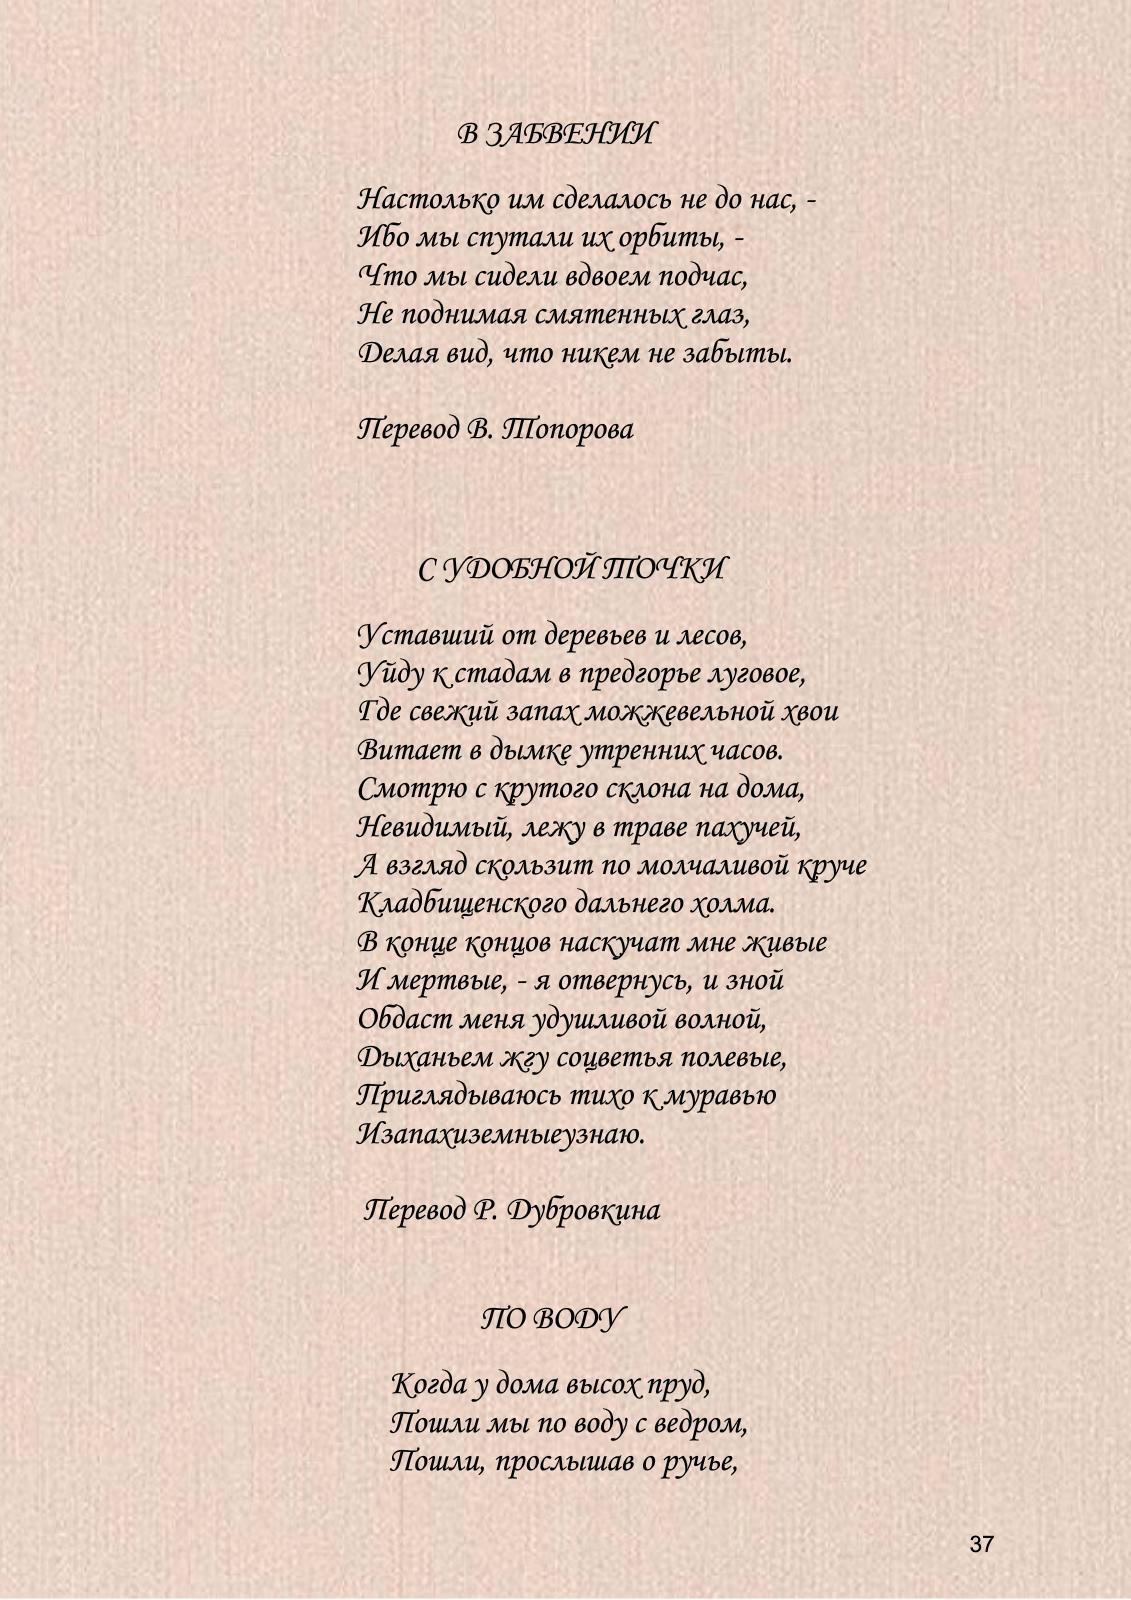 В ЗАБВЕНИИ
Настолько им сделалось не до нас, -
Ибо мы спутали их орбиты, -
Что мы сидели вдвоем подчас,
Не поднимая смятенных глаз,
Делая вид, что никем не забыты.
Перевод В. Топорова
С УДОБНОЙ ТОЧКИ
Уставший от деревьев и лесов,
Уйду к стадам в предгорье луговое,
Где свежий запах можжевельной хвои
Витает в дымке утренних часов.
Смотрю с крутого склона на дома,
Невидимый, лежу в траве пахучей,
А взгляд скользит по молчаливой круче
Кладбищенского дальнего холма.
В конце концов наскучат мне живые
И мертвые, - я отвернусь, и зной
Обдаст меня удушливой волной,
Дыханьем жгу соцветья полевые,
Приглядываюсь тихо к муравью
Изапахиземныеузнаю.
Перевод Р. Дубровкина
ПО ВОДУ
Когда у дома высох пруд,
Пошли мы по воду с ведром,
Пошли, прослышав о ручье,
37